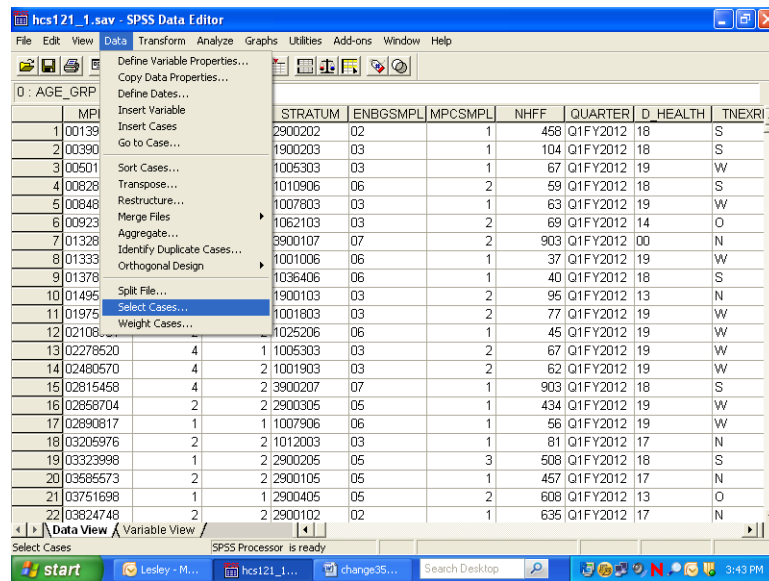 hcs121_1.sav - SPSS Data Editor
File Edit View Data Transform Analyze Graphs Utilities Add-ons Window Help
0 : AGE_GRP
Define Variable Properties...
Copy Data Properties...
Define Dates...
Insert Variable
Insert Cases
Go to Case...
Sort Cases...
Transpose...
Restructure...
Merge Files
Aggregate...
Identify Duplicate Cases...
Orthogonal Design
Split File...
Select Cases...
Weight Cases...
MP STRATUM ENBGSMPL MPCSMPL NHFF QUARTER D_HEALTH TNEXR
1 00139 2900202 02 1 458 Q1FY2012 18 S
2 00390 1900203 03 1 104 Q1FY2012 18 S
3 00501 1005303 03 1 67 Q1FY2012 19 W
4 00828 1010906 06 2 59 Q1FY2012 18 S
5 00848 1007803 03 1 63 Q1FY2012 19 W
6 00923 1062103 03 2 69 Q1FY2012 14 O
7 01328 3900107 07 2 903 Q1FY2012 00 N
8 01333 1001006 06 1 37 Q1FY2012 19 W
9 01378 1036406 06 1 40 Q1FY2012 18 S
10 01495 1900103 03 2 95 Q1FY2012 13 N
11 01975 1001803 03 2 77 Q1FY2012 19 W
12 02108 2 2 1025206 06 1 45 Q1FY2012 19 W
13 02278520 4 1 1005303 03 2 67 Q1FY2012 19 W
14 02480570 4 2 1001903 03 2 62 Q1FY2012 19 W
15 02815458 4 2 3900207 07 1 903 Q1FY2012 18 S
16 02858704 2 2 2900305 05 1 434 Q1FY2012 19 W
17 02890817 1 1 1007906 06 1 56 Q1FY2012 19 W
18 03205976 2 2 1012003 03 1 81 Q1FY2012 17 N
19 03323998 1 2 2900205 05 3 508 Q1FY2012 18 S
20 03585573 2 2 2900105 05 1 457 Q1FY2012 17 N
21 03751698 1 1 2900405 05 2 608 Q1FY2012 13 O
22 03824748 2 2 2900102 02 1 635 Q1FY2012 17 N
Data View Variable View
Select Cases SPSS Processor is ready
start Lesley - M... hcs121_1... change35... Search Desktop 3:43 PM